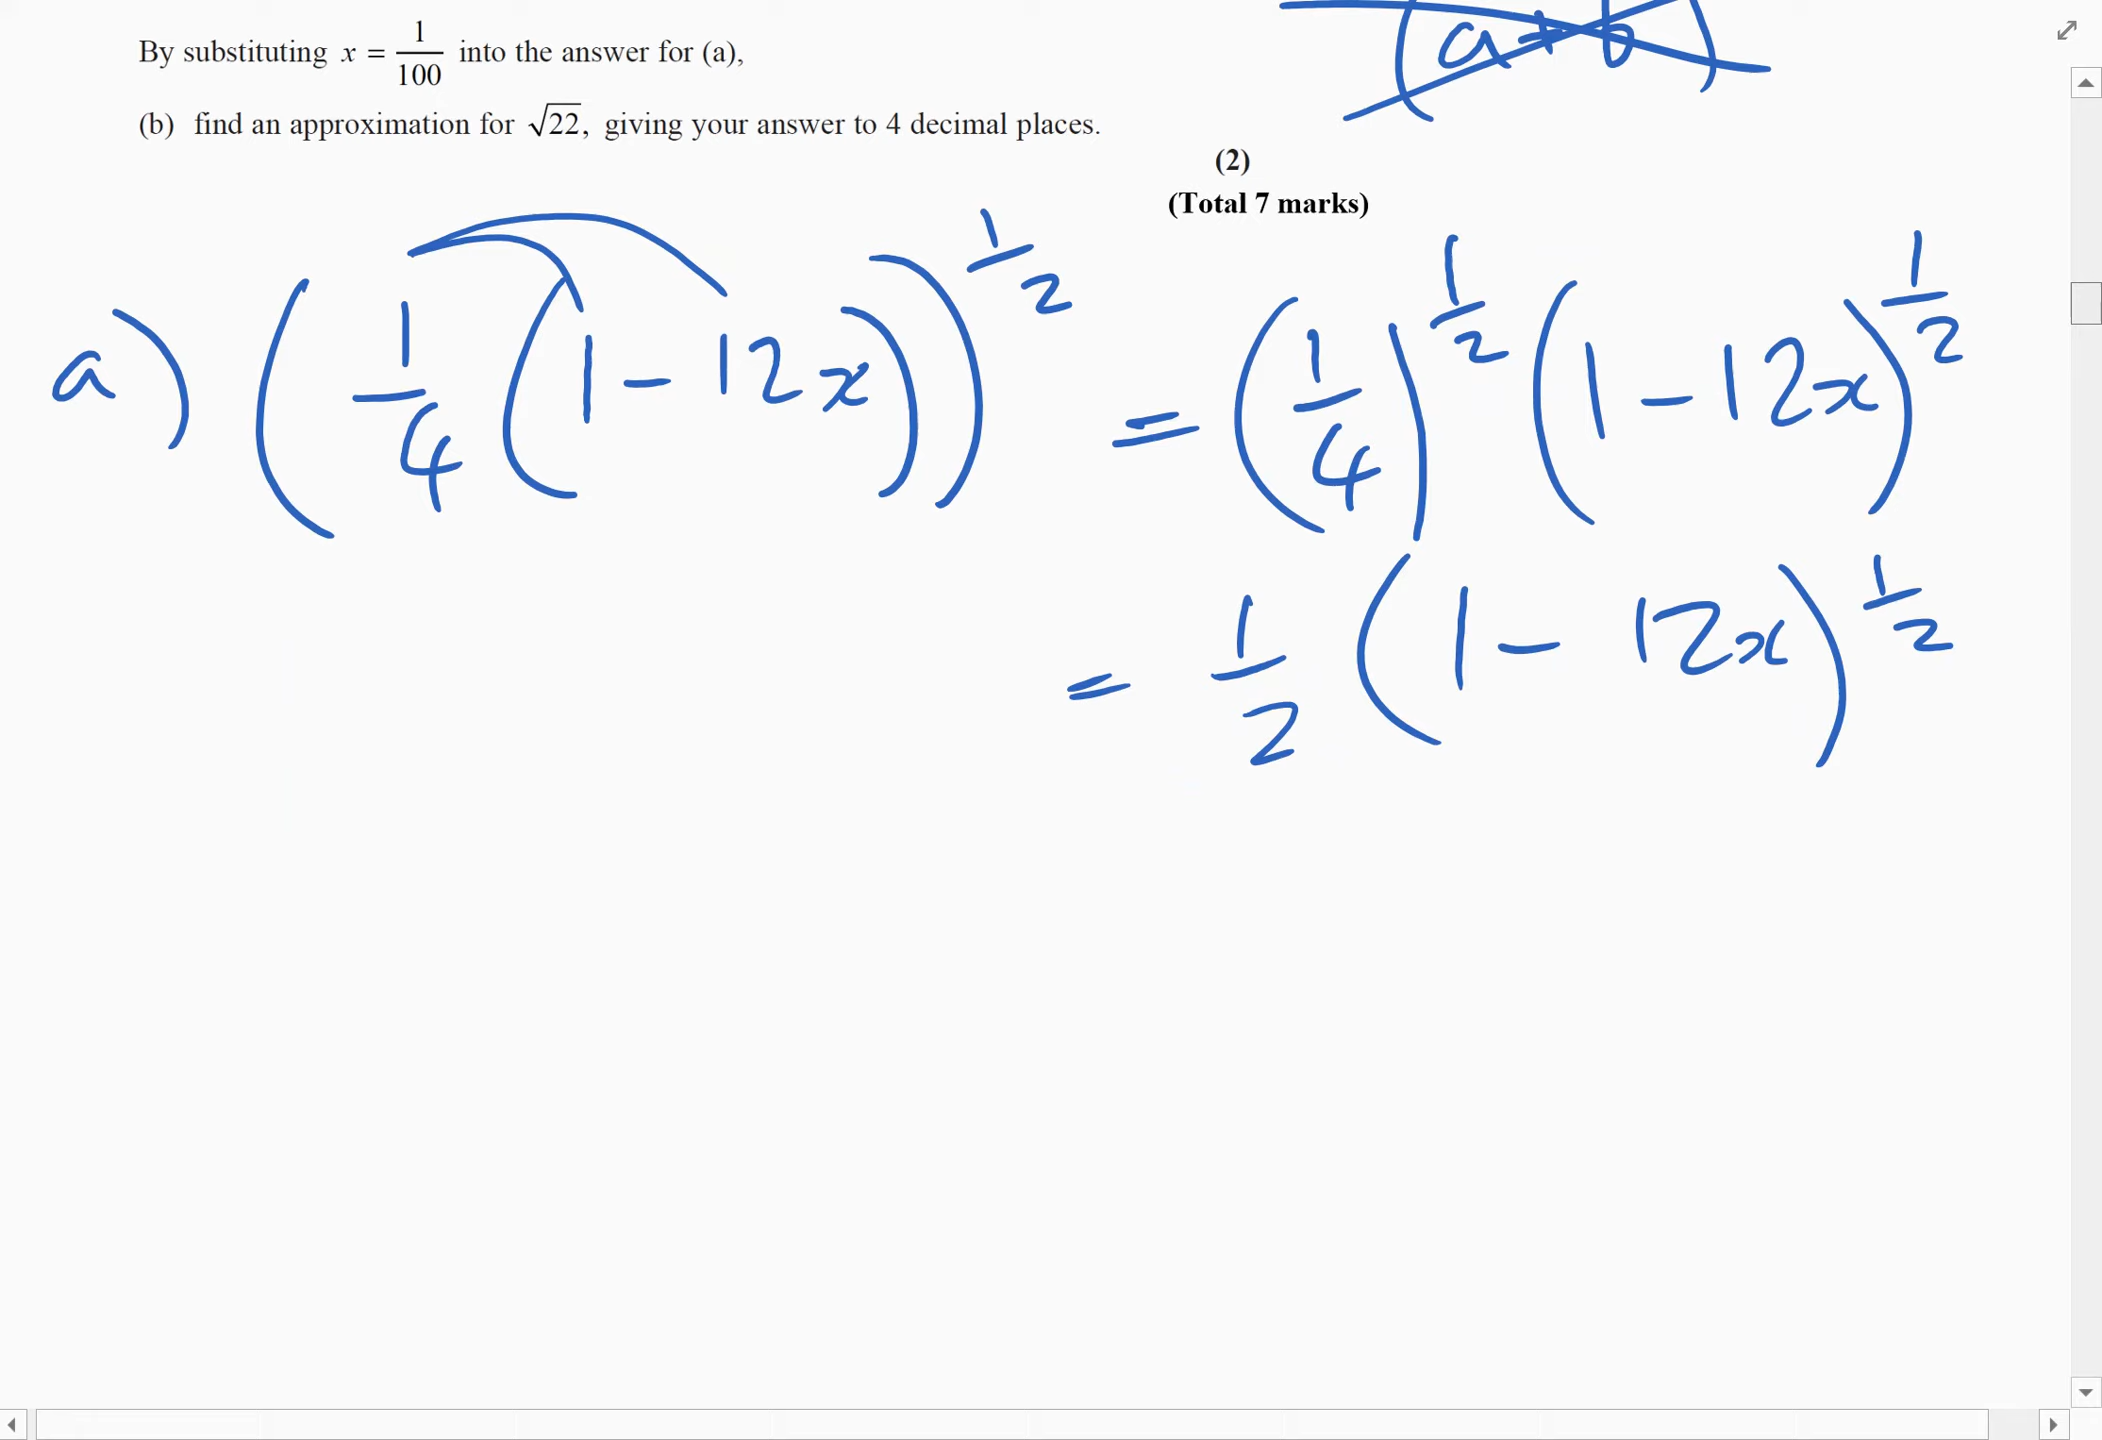 (a+b)
By substituting x = 1/100 into the answer for (a),
(b) find an approximation for √22, giving your answer to 4 decimal places.
(2)
(Total 7 marks)
a) (1/4(1-12x))^(1/2) = (1/4)^(1/2) (1-12x)^(1/2)
= 1/2 (1-12x)^(1/2)